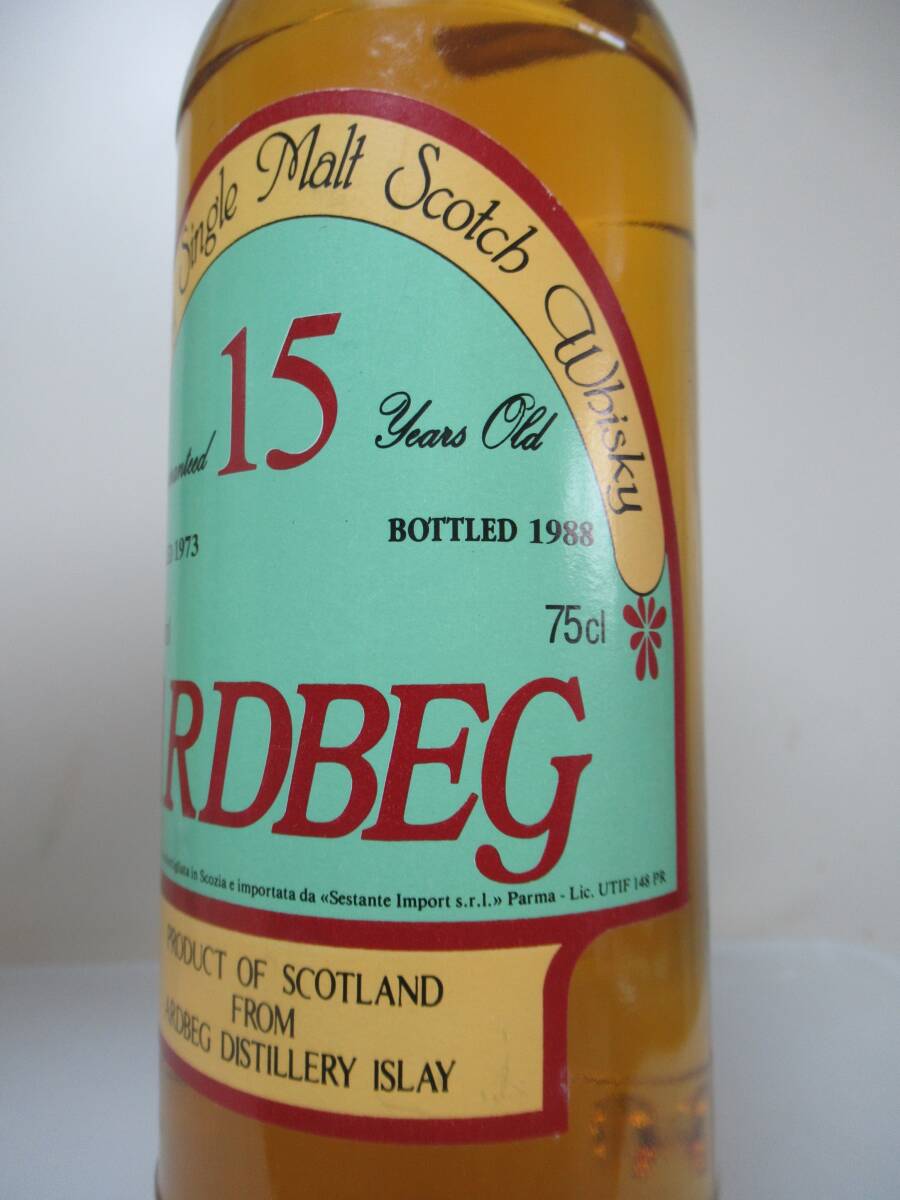 Single Malt Scotch Whisky
15 Years Old
1973
BOTTLED 1988
75cl
ARDBEG
in Scozia e importata da «Sestante Import s.r.l.» Parma - Lic. UTIF 148 PR
PRODUCT OF SCOTLAND
FROM
ARDBEG DISTILLERY ISLAY